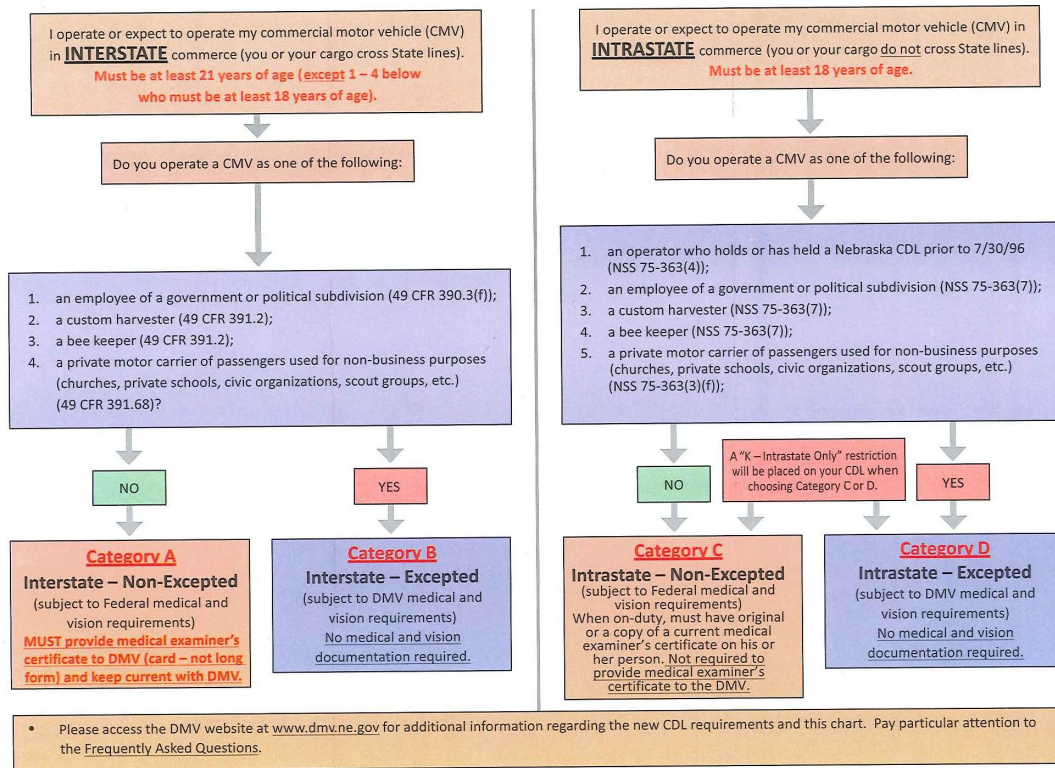 I operate or expect to operate my commercial motor vehicle (CMV)
in INTERSTATE commerce (you or your cargo cross State lines).
Must be at least 21 years of age (except 1 – 4 below
who must be at least 18 years of age).
Do you operate a CMV as one of the following:
1. an employee of a government or political subdivision (49 CFR 390.3(f));
2. a custom harvester (49 CFR 391.2);
3. a bee keeper (49 CFR 391.2);
4. a private motor carrier of passengers used for non-business purposes
(churches, private schools, civic organizations, scout groups, etc.)
(49 CFR 391.68)?
NO
YES
Category A
Interstate – Non-Excepted
(subject to Federal medical and
vision requirements)
MUST provide medical examiner's
certificate to DMV (card – not long
form) and keep current with DMV.
Category B
Interstate – Excepted
(subject to DMV medical and
vision requirements)
No medical and vision
documentation required.
I operate or expect to operate my commercial motor vehicle (CMV) in
INTRASTATE commerce (you or your cargo do not cross State lines).
Must be at least 18 years of age.
Do you operate a CMV as one of the following:
1. an operator who holds or has held a Nebraska CDL prior to 7/30/96
(NSS 75-363(4));
2. an employee of a government or political subdivision (NSS 75-363(7));
3. a custom harvester (NSS 75-363(7));
4. a bee keeper (NSS 75-363(7));
5. a private motor carrier of passengers used for non-business purposes
(churches, private schools, civic organizations, scout groups, etc.)
(NSS 75-363(3)(f));
NO
A "K – Intrastate Only" restriction
will be placed on your CDL when
choosing Category C or D.
YES
Category C
Intrastate – Non-Excepted
(subject to Federal medical and
vision requirements)
When on-duty, must have original
or a copy of a current medical
examiner's certificate on his or
her person. Not required to
provide medical examiner's
certificate to the DMV.
Category D
Intrastate – Excepted
(subject to DMV medical and
vision requirements)
No medical and vision
documentation required.
• Please access the DMV website at www.dmv.ne.gov for additional information regarding the new CDL requirements and this chart. Pay particular attention to
the Frequently Asked Questions.